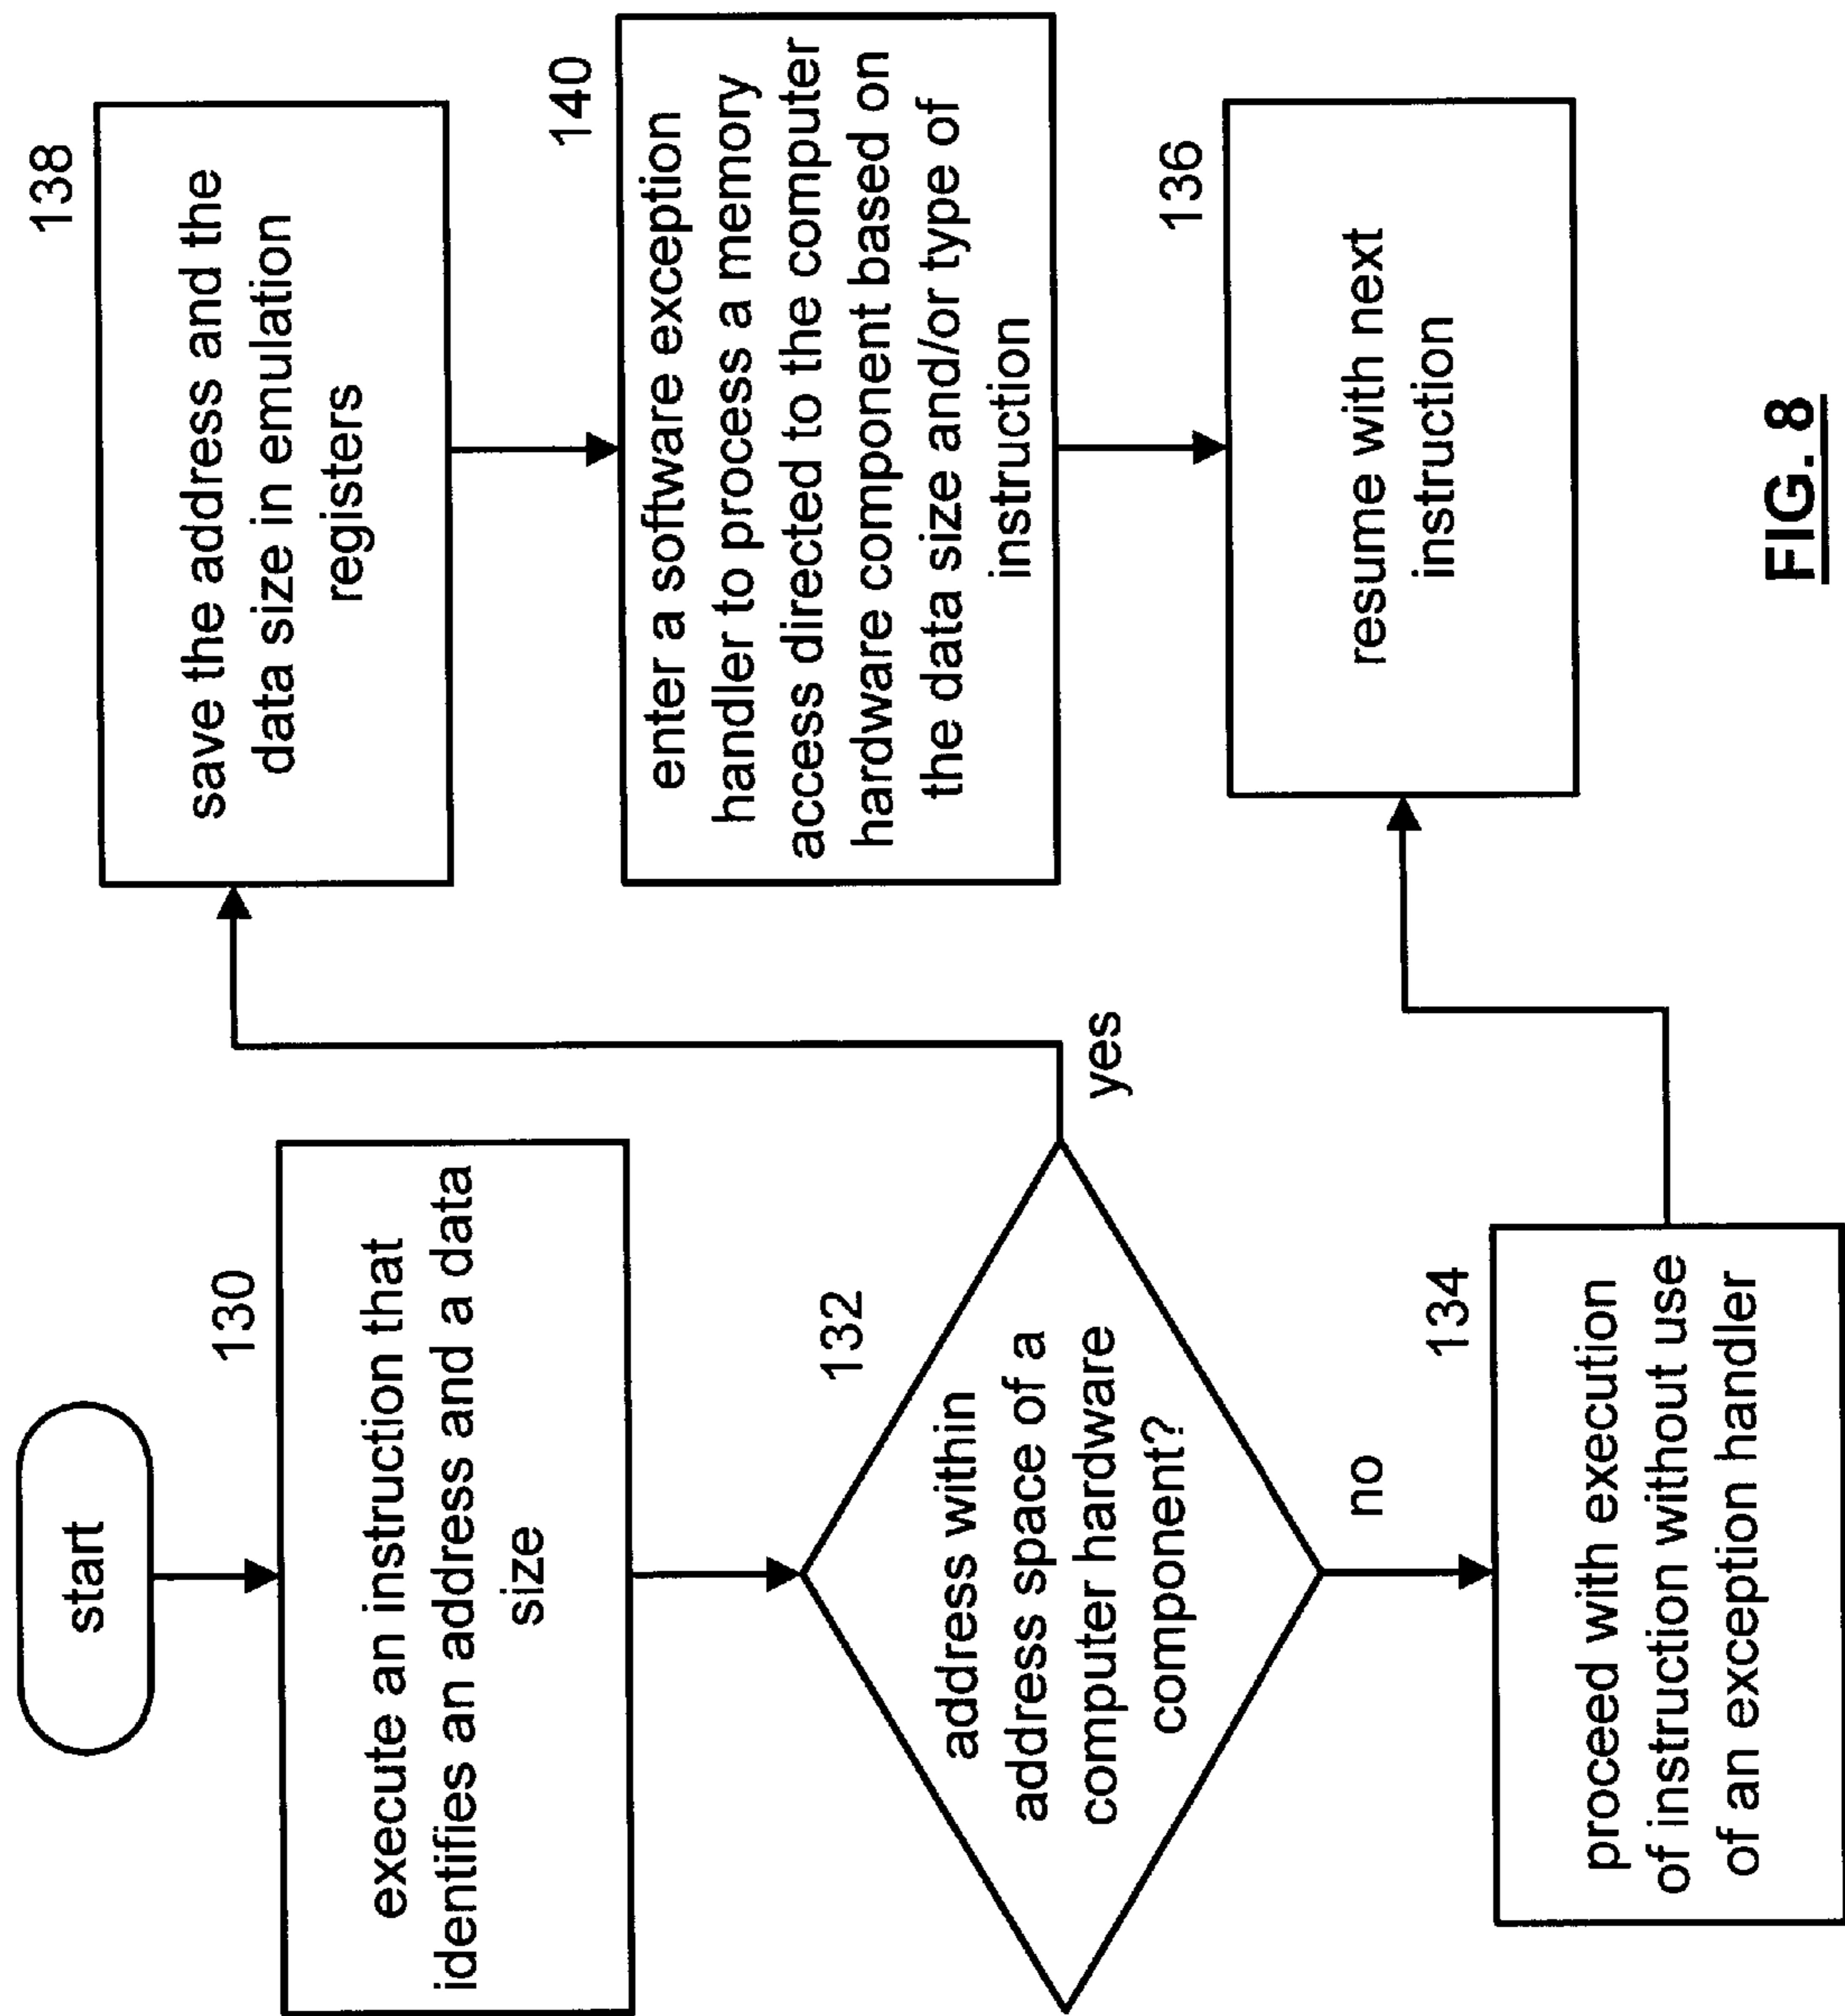 start
130
execute an instruction that
identifies an address and a data
size
132
address within
address space of a
computer hardware
component?
yes
no
134
proceed with execution
of instruction without use
of an exception handler
138
save the address and the
data size in emulation
registers
140
enter a software exception
handler to process a memory
access directed to the computer
hardware component based on
the data size and/or type of
instruction
136
resume with next
instruction
FIG. 8